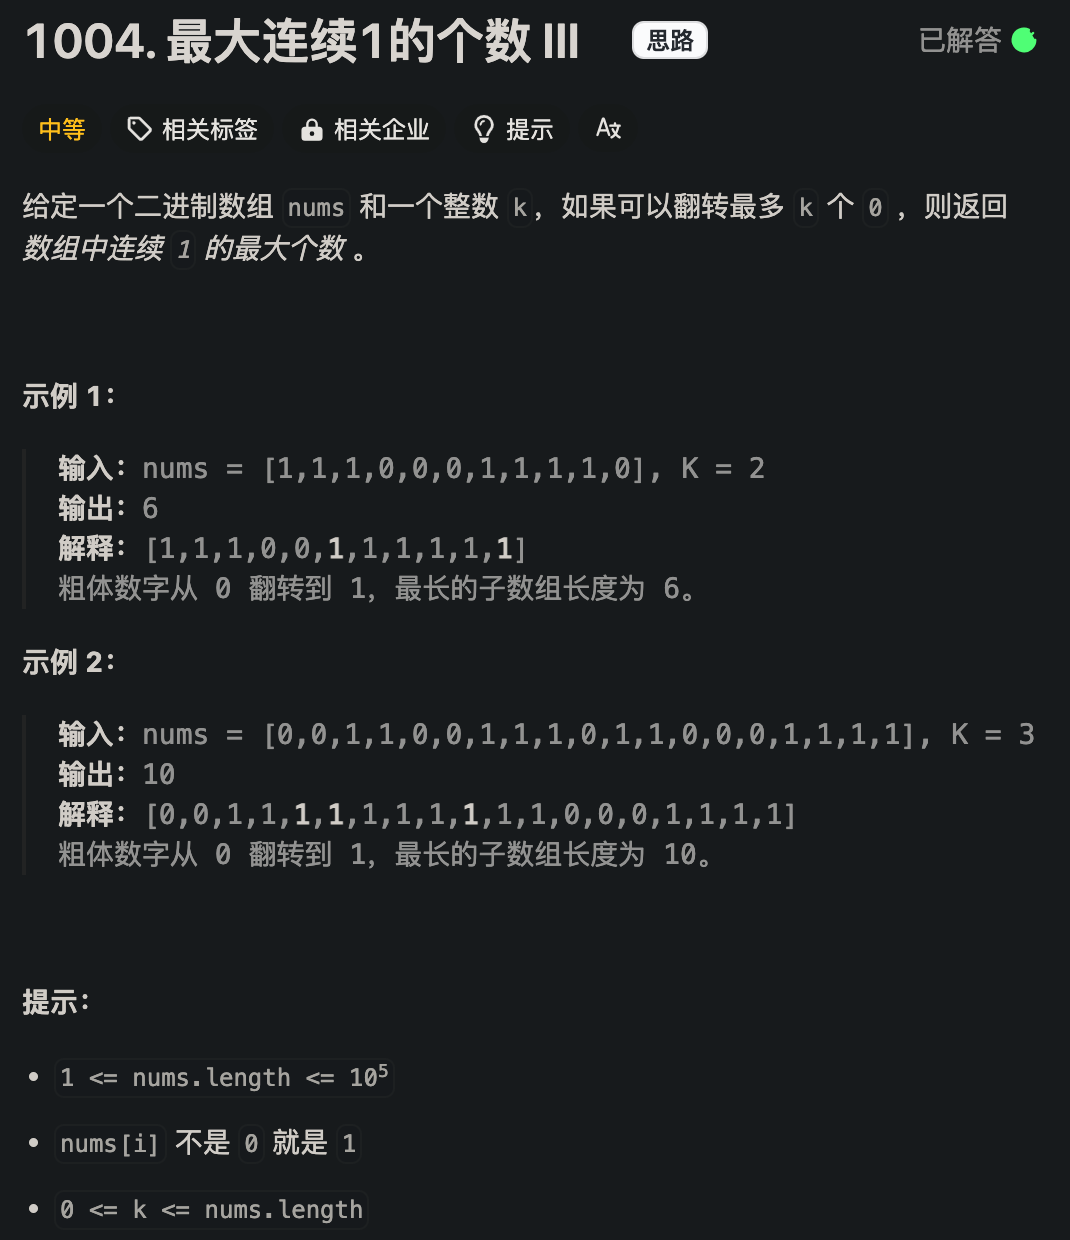 1004. 最大连续1的个数 III 思路 已解答
中等 相关标签 相关企业 提示
给定一个二进制数组 nums 和一个整数 k，如果可以翻转最多 k 个 0 ，则返回
数组中连续 1 的最大个数 。
示例 1：
输入：nums = [1,1,1,0,0,0,1,1,1,1,0], K = 2
输出：6
解释：[1,1,1,0,0,1,1,1,1,1,1]
粗体数字从 0 翻转到 1，最长的子数组长度为 6。
示例 2：
输入：nums = [0,0,1,1,0,0,1,1,1,0,1,1,0,0,0,1,1,1,1], K = 3
输出：10
解释：[0,0,1,1,1,1,1,1,1,1,1,1,0,0,0,1,1,1,1]
粗体数字从 0 翻转到 1，最长的子数组长度为 10。
提示：
• 1 <= nums.length <= 10⁵
• nums[i] 不是 0 就是 1
• 0 <= k <= nums.length